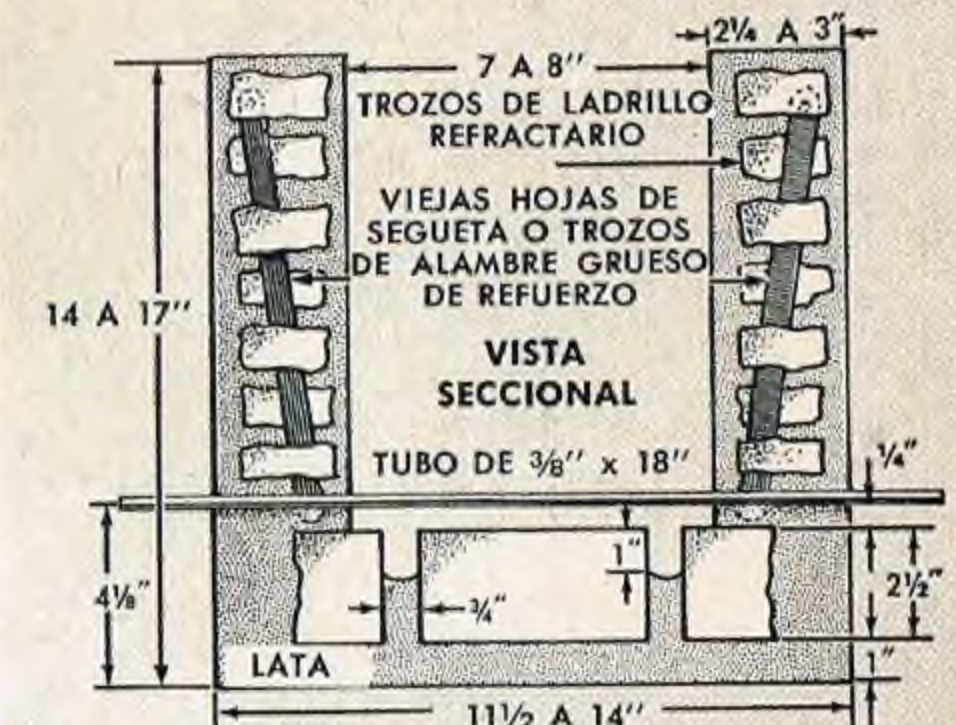 2¼ A 3"
7 A 8"
TROZOS DE LADRILLO
REFRACTARIO
VIEJAS HOJAS DE
SEGUETA O TROZOS
DE ALAMBRE GRUESO
DE REFUERZO
14 A 17"
VISTA
SECCIONAL
TUBO DE ⅜" x 18"
¼"
1"
4⅛"
¾"
2½"
LATA
1"
11½ A 14"